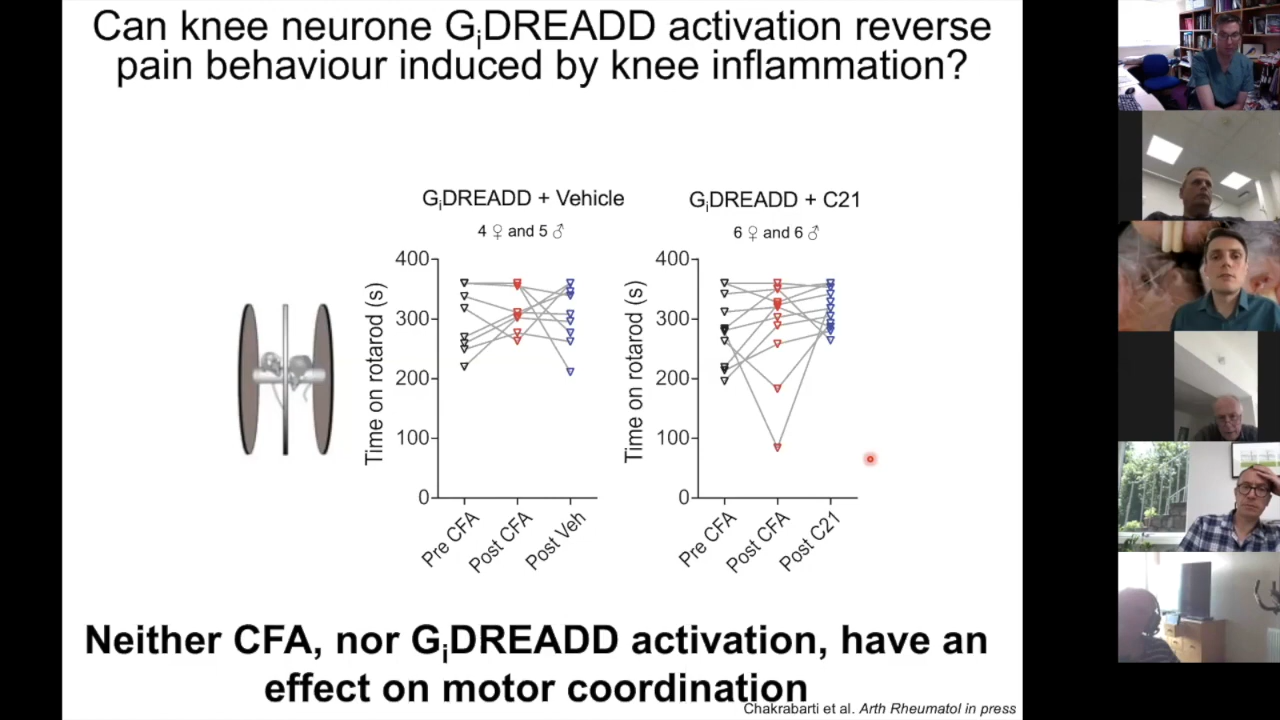 Can knee neurone GiDREADD activation reverse
pain behaviour induced by knee inflammation?
GiDREADD + Vehicle
4 ♀ and 5 ♂
Time on rotarod (s)
400
300
200
100
0
Pre CFA
Post CFA
Post Veh
GiDREADD + C21
6 ♀ and 6 ♂
Time on rotarod (s)
400
300
200
100
0
Pre CFA
Post CFA
Post C21
Neither CFA, nor GiDREADD activation, have an
effect on motor coordination
Chakrabarti et al. Arth Rheumatol in press